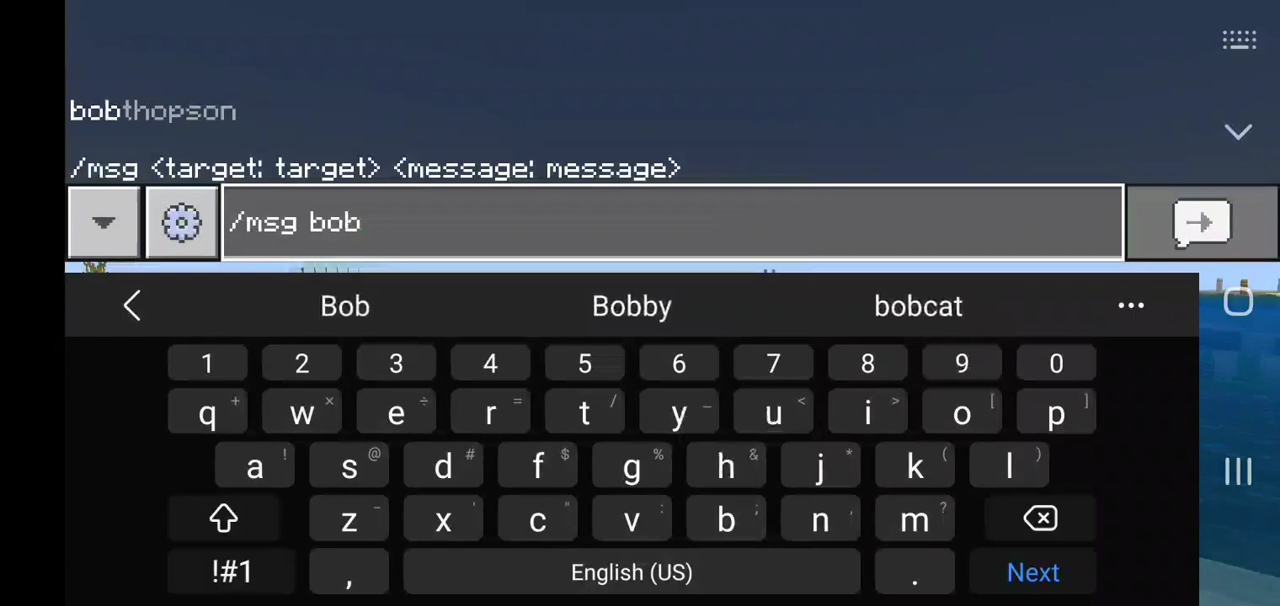 bobthopson
/msg <target: target> <message: message>
/msg bob
Bob Bobby bobcat ...
1 2 3 4 5 6 7 8 9 0
q + w × e ÷ r = t / y _ u < i > o [ p ]
a ! s @ d # f $ g % h & j * k ( l )
z - x ' c " v : b ; n , m ?
!#1 , English (US) . Next